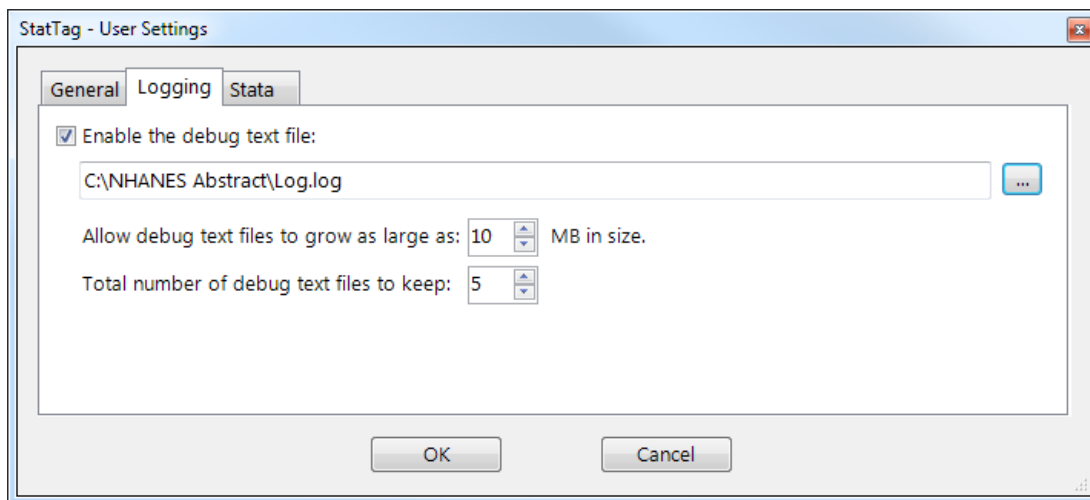 StatTag - User Settings
General Logging Stata
Enable the debug text file:
C:\NHANES Abstract\Log.log ...
Allow debug text files to grow as large as: 10 MB in size.
Total number of debug text files to keep: 5
OK Cancel